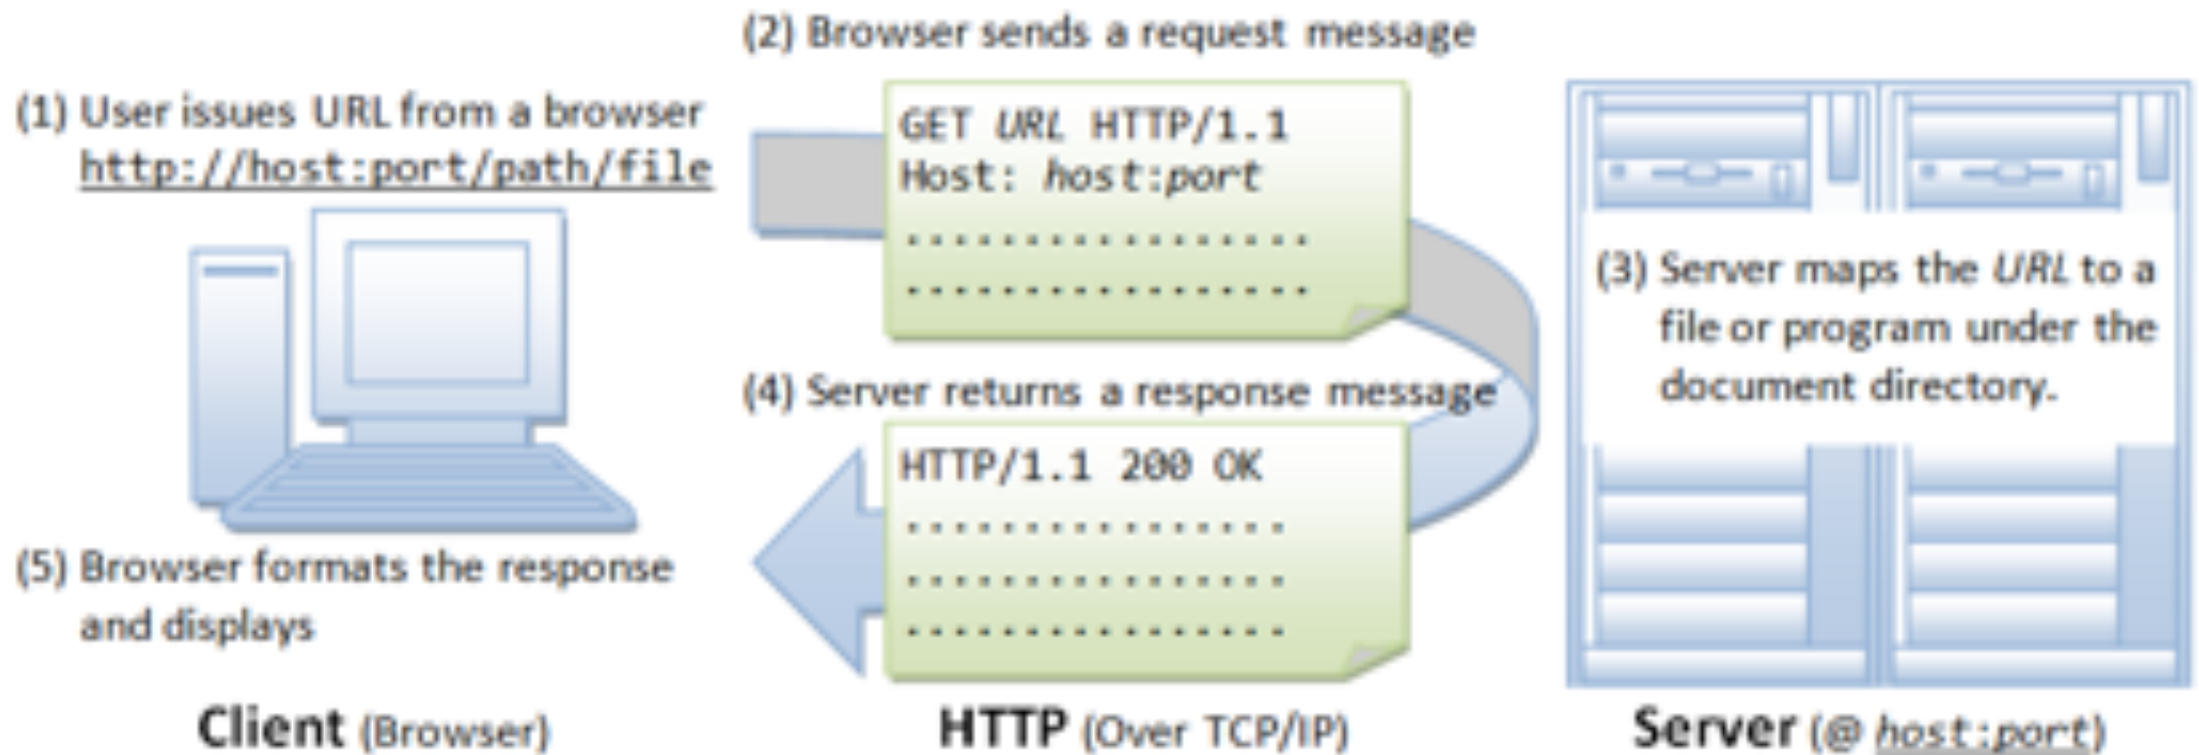 (2) Browser sends a request message
(1) User issues URL from a browser
http://host:port/path/file
GET URL HTTP/1.1
Host: host:port
..................
..................
(3) Server maps the URL to a
file or program under the
document directory.
(4) Server returns a response message
HTTP/1.1 200 OK
................
................
................
(5) Browser formats the response
and displays
Client (Browser)
HTTP (Over TCP/IP)
Server (@ host:port)